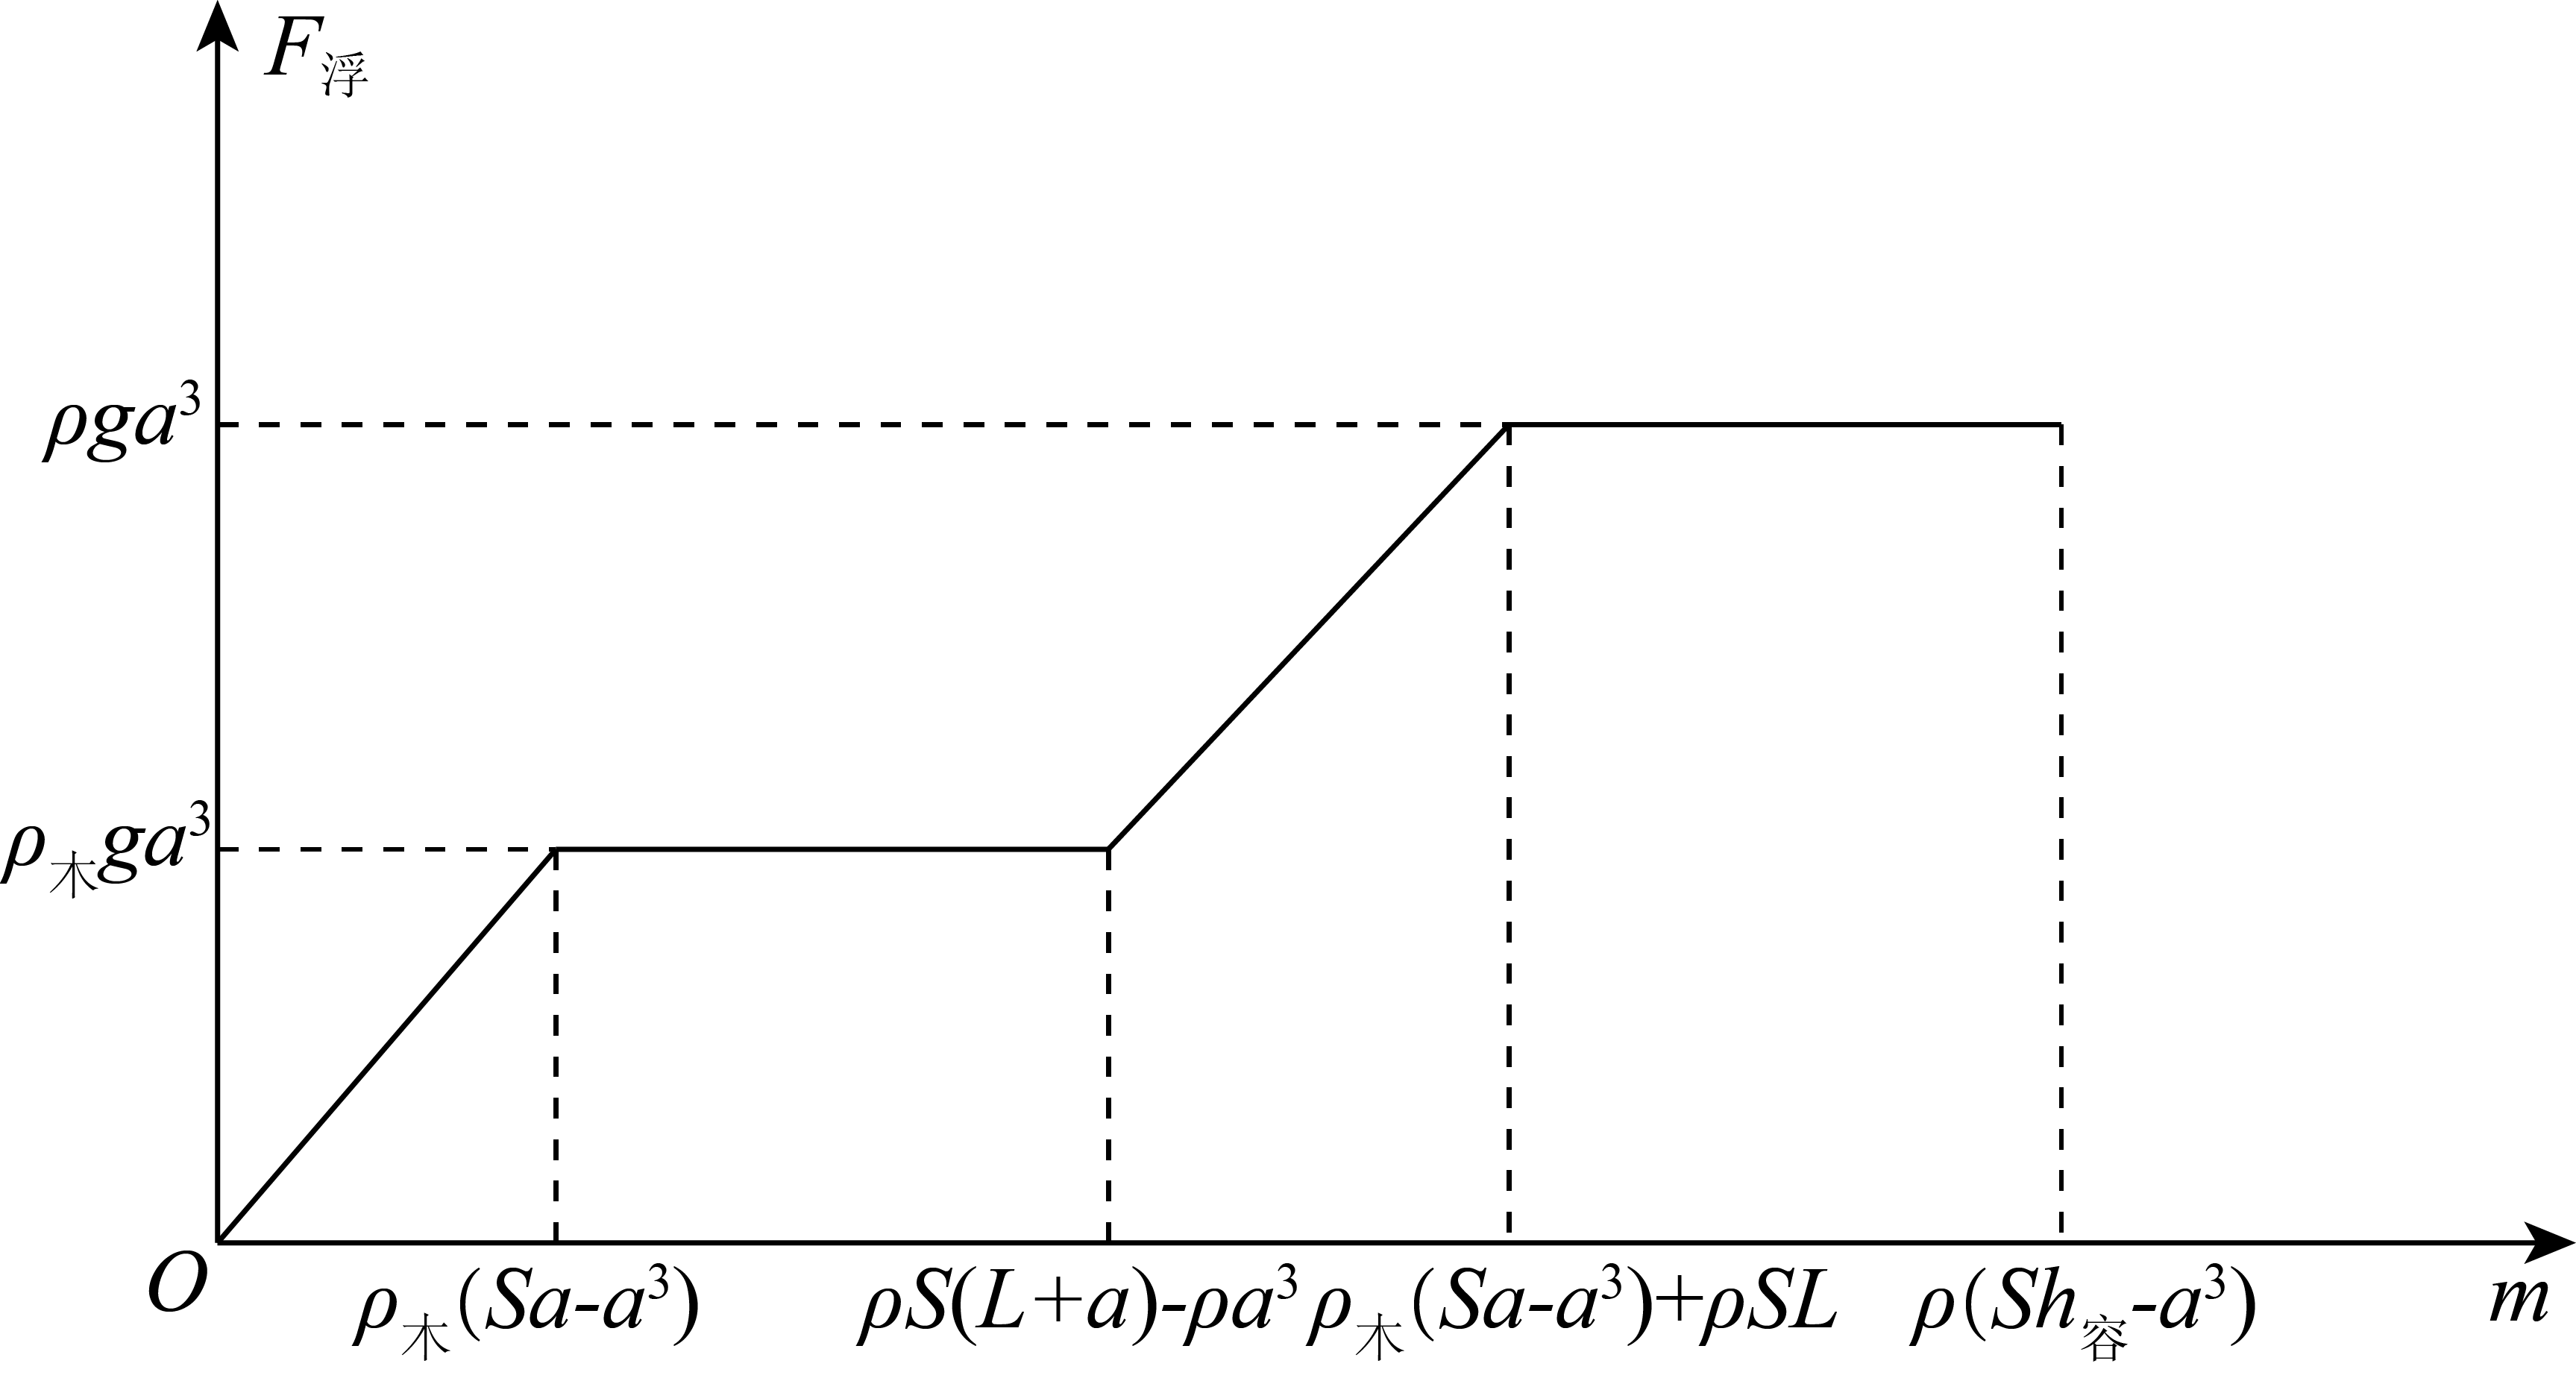 F浮
ρga³
ρ木ga³
O
ρ木(Sa-a³)
ρS(L+a)-ρa³
ρ木(Sa-a³)+ρSL
ρ(Sh容-a³)
m